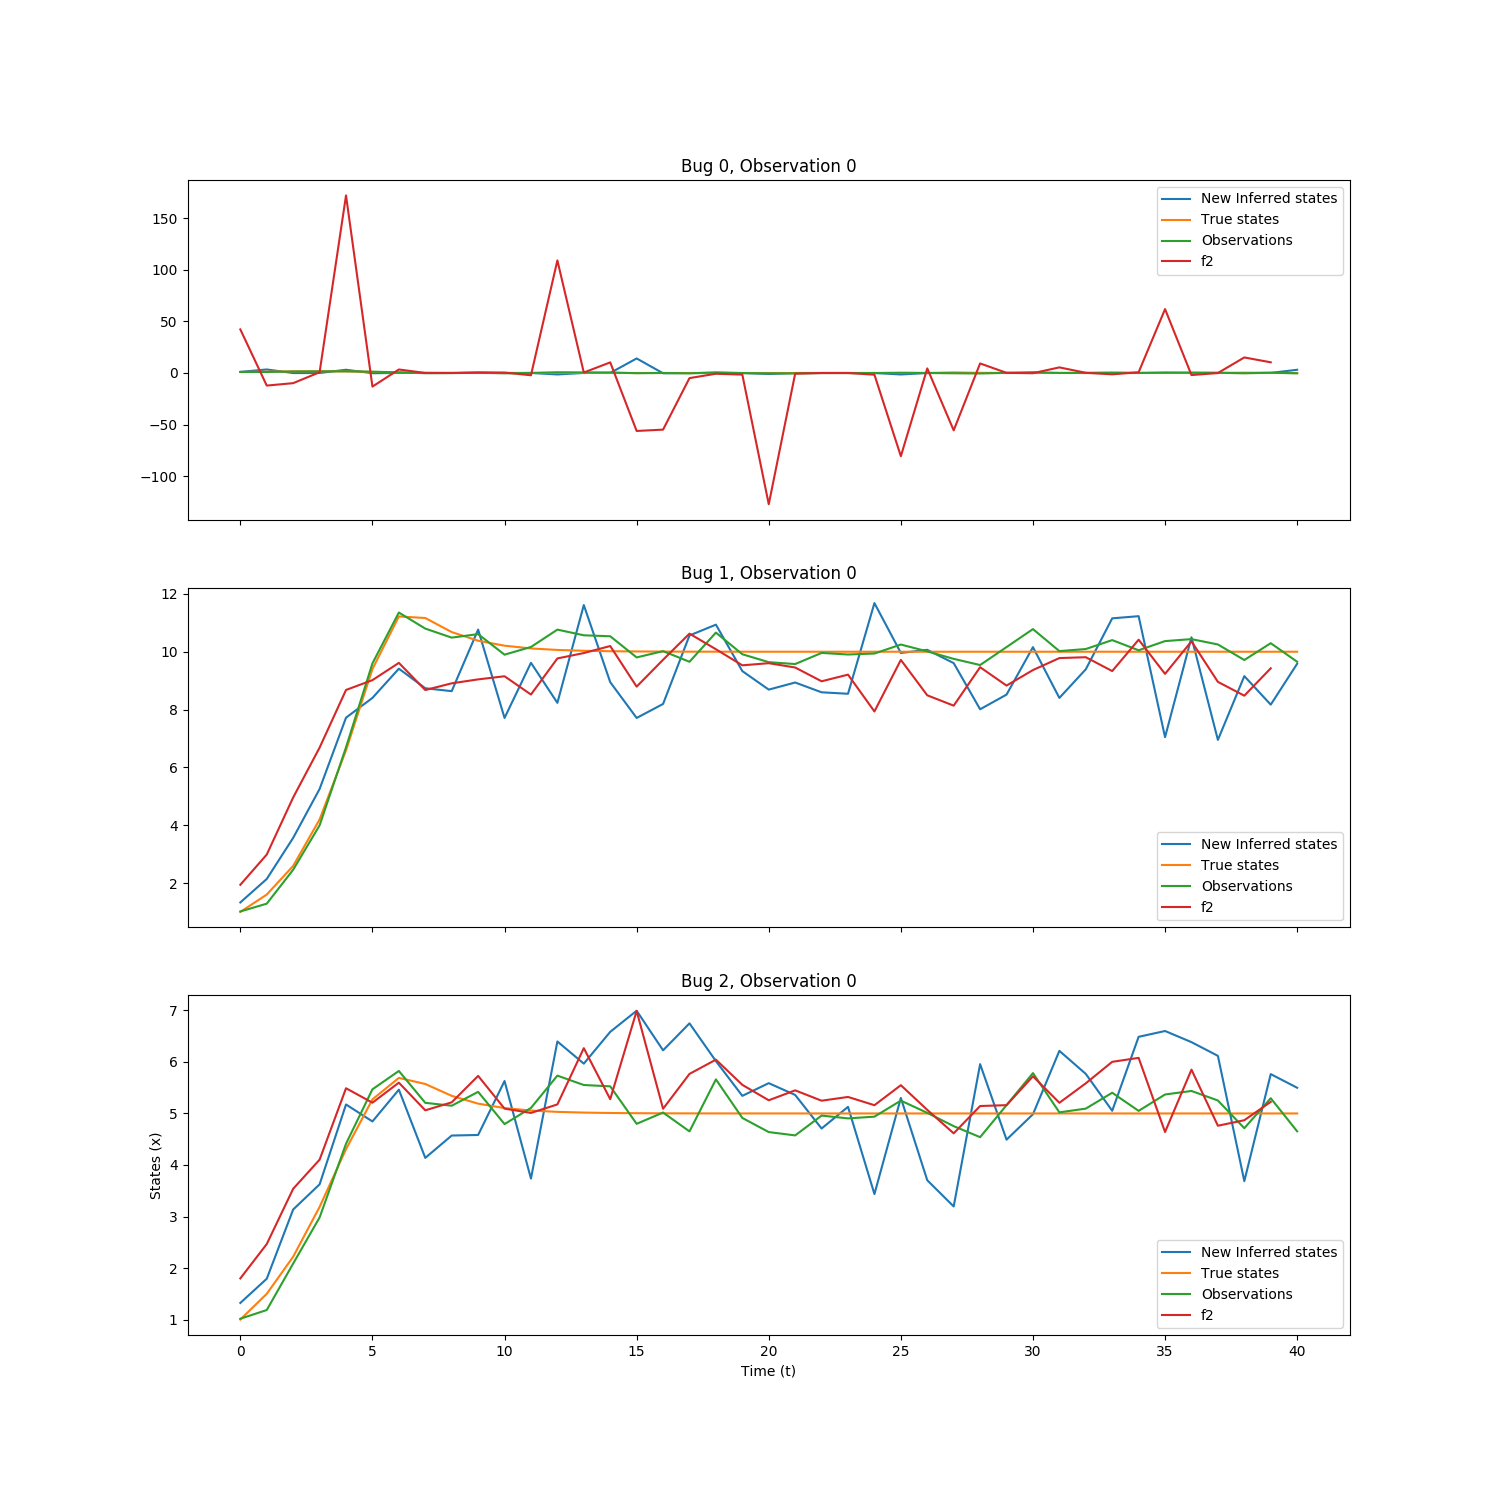 Bug 0, Observation 0
150
100
50
0
−50
−100
New Inferred states
True states
Observations
f2
Bug 1, Observation 0
12
10
8
6
4
2
New Inferred states
True states
Observations
f2
Bug 2, Observation 0
7
6
5
4
3
2
1
States (x)
New Inferred states
True states
Observations
f2
0 5 10 15 20 25 30 35 40
Time (t)